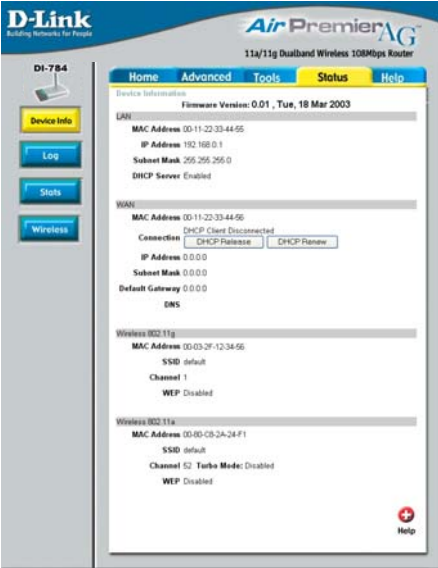 D-Link
Building Networks for People
Air PremierAG
11a/11g Dualband Wireless 108Mbps Router
DI-784
Home Advanced Tools Status Help
Device Info
Log
Stats
Wireless
Device Information
Firmware Version: 0.01 , Tue, 18 Mar 2003
LAN
MAC Address 00-11-22-33-44-55
IP Address 192.168.0.1
Subnet Mask 255.255.255.0
DHCP Server Enabled
WAN
MAC Address 00-11-22-33-44-56
Connection DHCP Client Disconnected
DHCP Release DHCP Renew
IP Address 0.0.0.0
Subnet Mask 0.0.0.0
Default Gateway 0.0.0.0
DNS
Wireless 802.11g
MAC Address 00-03-2F-12-34-56
SSID default
Channel 1
WEP Disabled
Wireless 802.11a
MAC Address 00-80-C8-2A-24-F1
SSID default
Channel 52 Turbo Mode: Disabled
WEP Disabled
Help